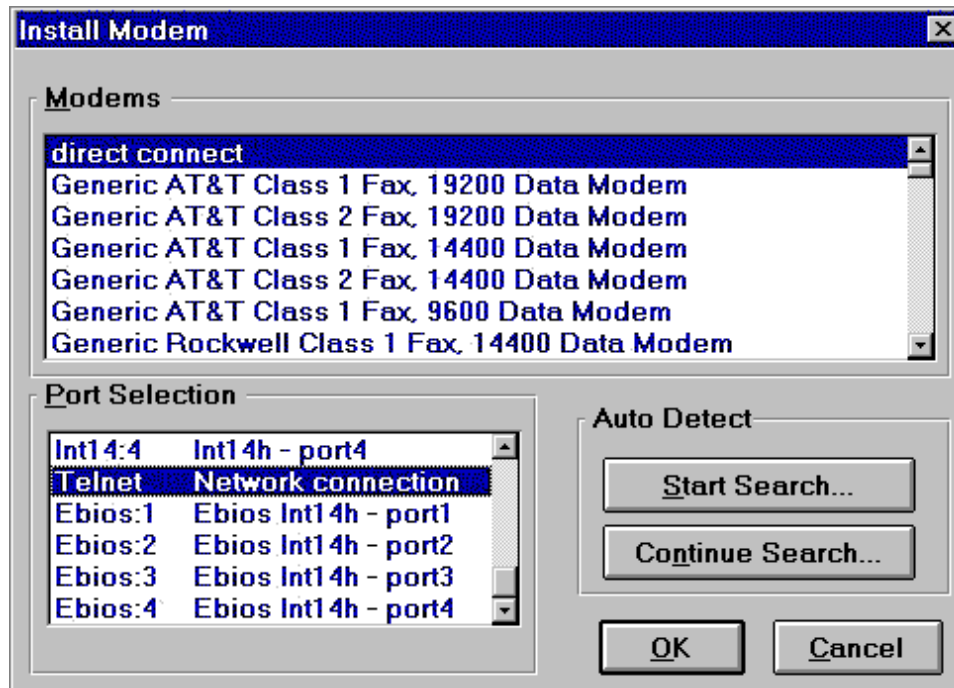 Install Modem
Modems
direct connect
Generic AT&T Class 1 Fax, 19200 Data Modem
Generic AT&T Class 2 Fax, 19200 Data Modem
Generic AT&T Class 1 Fax, 14400 Data Modem
Generic AT&T Class 2 Fax, 14400 Data Modem
Generic AT&T Class 1 Fax, 9600 Data Modem
Generic Rockwell Class 1 Fax, 14400 Data Modem
Port Selection
Int14:4 Int14h - port4
Telnet Network connection
Ebios:1 Ebios Int14h - port1
Ebios:2 Ebios Int14h - port2
Ebios:3 Ebios Int14h - port3
Ebios:4 Ebios Int14h - port4
Auto Detect
Start Search...
Continue Search...
OK
Cancel